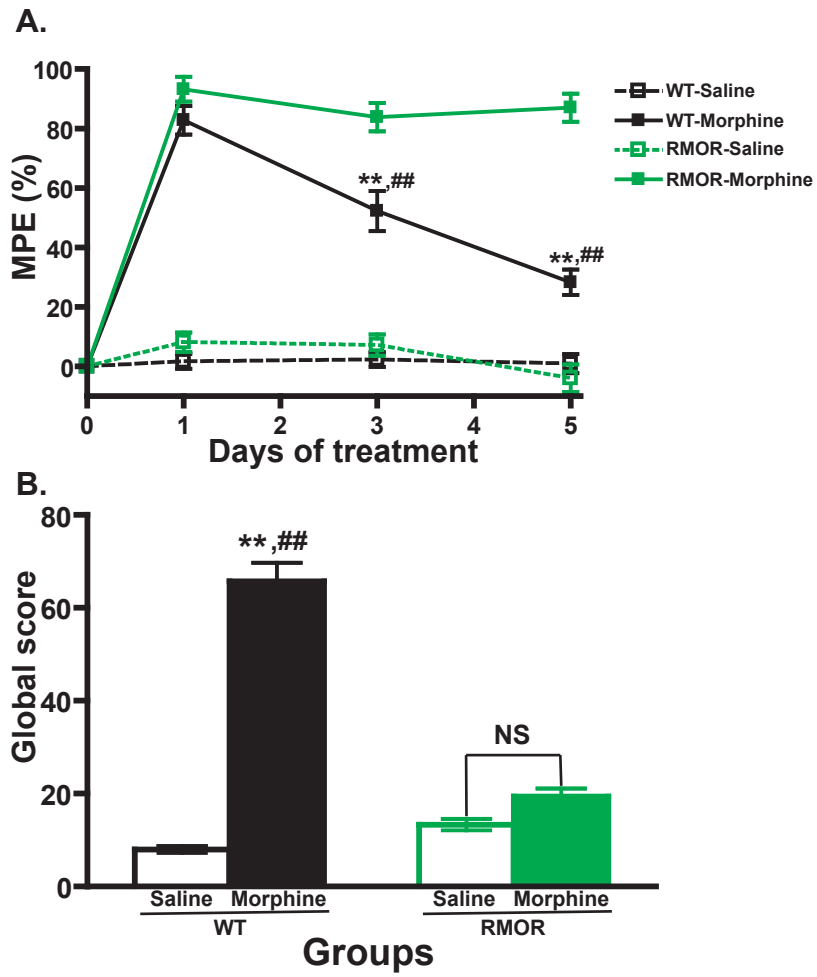 A.
MPE (%)
100
80
60
40
20
0
**,##
**,##
WT-Saline
WT-Morphine
RMOR-Saline
RMOR-Morphine
0 1 2 3 4 5
Days of treatment
B.
Global score
80
60
40
20
0
**,##
NS
Saline Morphine Saline Morphine
WT RMOR
Groups